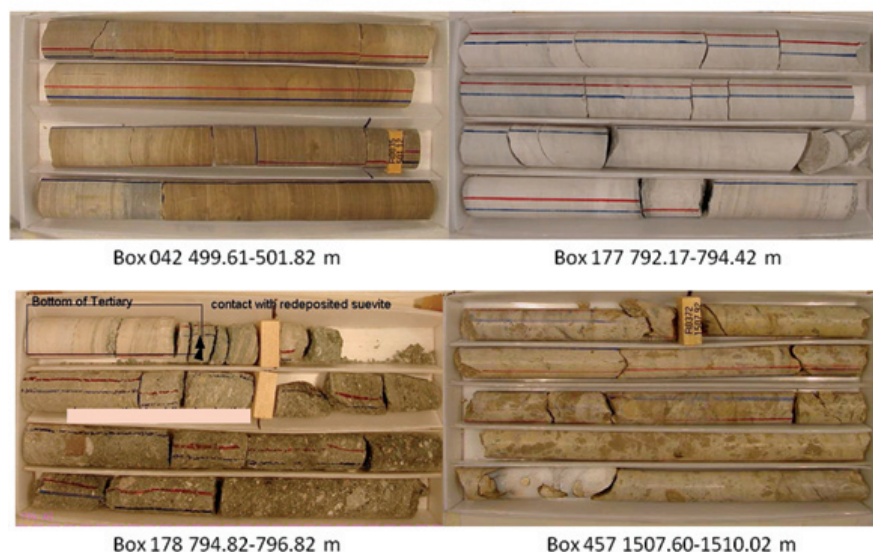 Box 042 499.61-501.82 m
Box 177 792.17-794.42 m
Bottom of Tertiary
contact with redeposited suevite
Box 178 794.82-796.82 m
Box 457 1507.60-1510.02 m